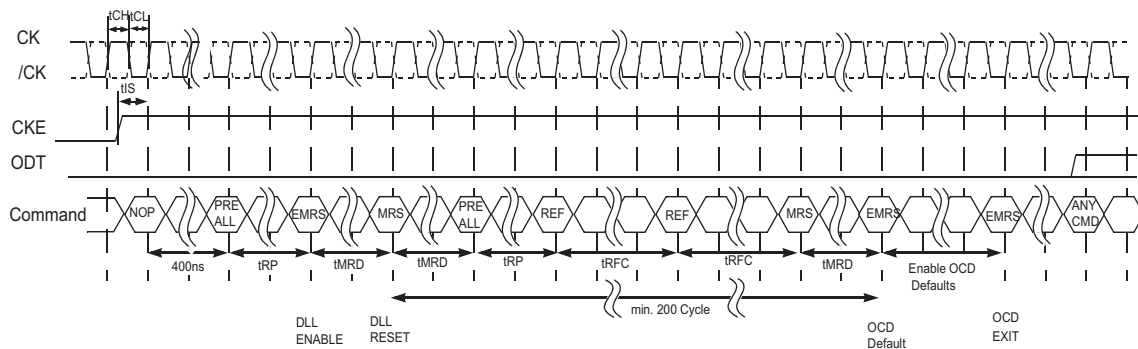 tCH tCL
CK
/CK
tIS
CKE
ODT
Command
NOP
PRE
ALL
EMRS
MRS
PRE
ALL
REF
REF
MRS
EMRS
EMRS
ANY
CMD
400ns
tRP
tMRD
tMRD
tRP
tRFC
tRFC
tMRD
Enable OCD
Defaults
min. 200 Cycle
DLL
ENABLE
DLL
RESET
OCD
Default
OCD
EXIT